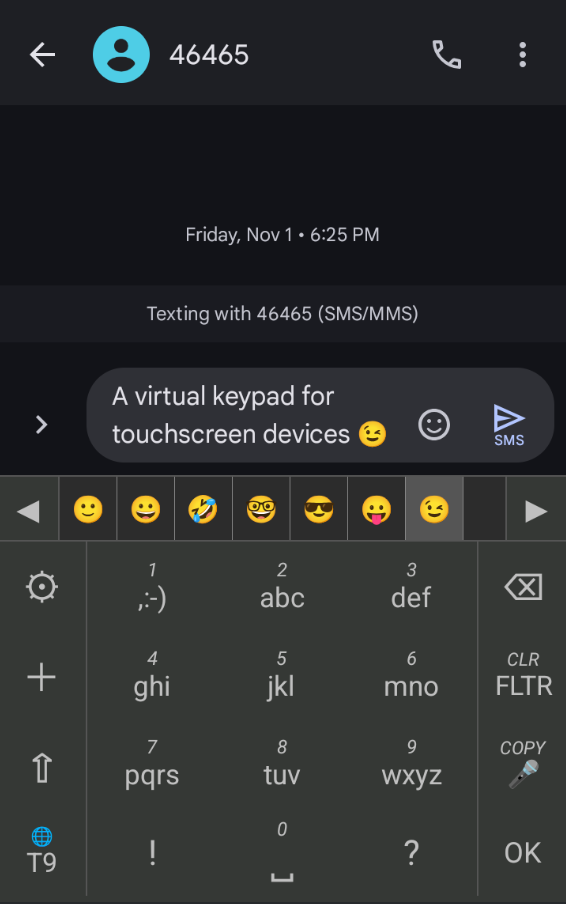 46465
Friday, Nov 1 • 6:25 PM
Texting with 46465 (SMS/MMS)
A virtual keypad for
touchscreen devices 😉
SMS
1 2 3
,:-) abc def
4 5 6 CLR
ghi jkl mno FLTR
7 8 9 COPY
pqrs tuv wxyz
0
T9 ! ? OK